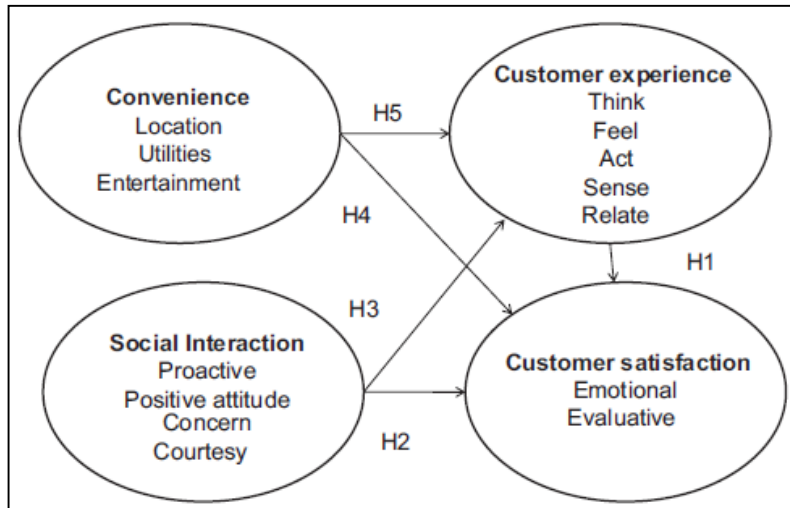 Convenience
Location
Utilities
Entertainment
H5
Customer experience
Think
Feel
Act
Sense
Relate
H4
H3
H1
Social Interaction
Proactive
Positive attitude
Concern
Courtesy
H2
Customer satisfaction
Emotional
Evaluative